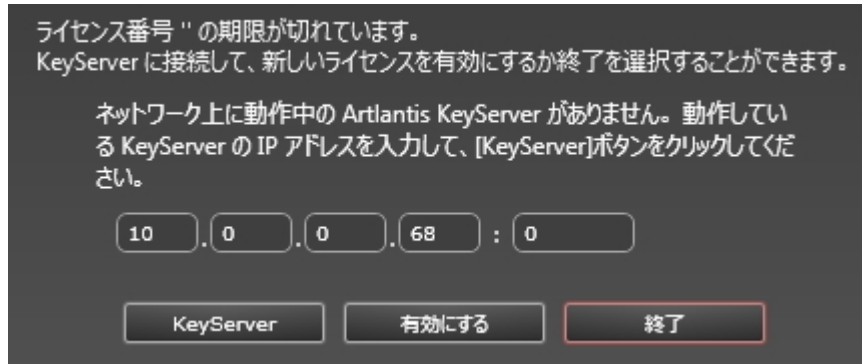 ライセンス番号 '' の期限が切れています。
KeyServer に接続して、新しいライセンスを有効にするか終了を選択することができます。
ネットワーク上に動作中の Artlantis KeyServer がありません。動作してい
る KeyServer の IP アドレスを入力して、[KeyServer]ボタンをクリックしてくだ
さい。
10 . 0 . 0 . 68 : 0
KeyServer 有効にする 終了